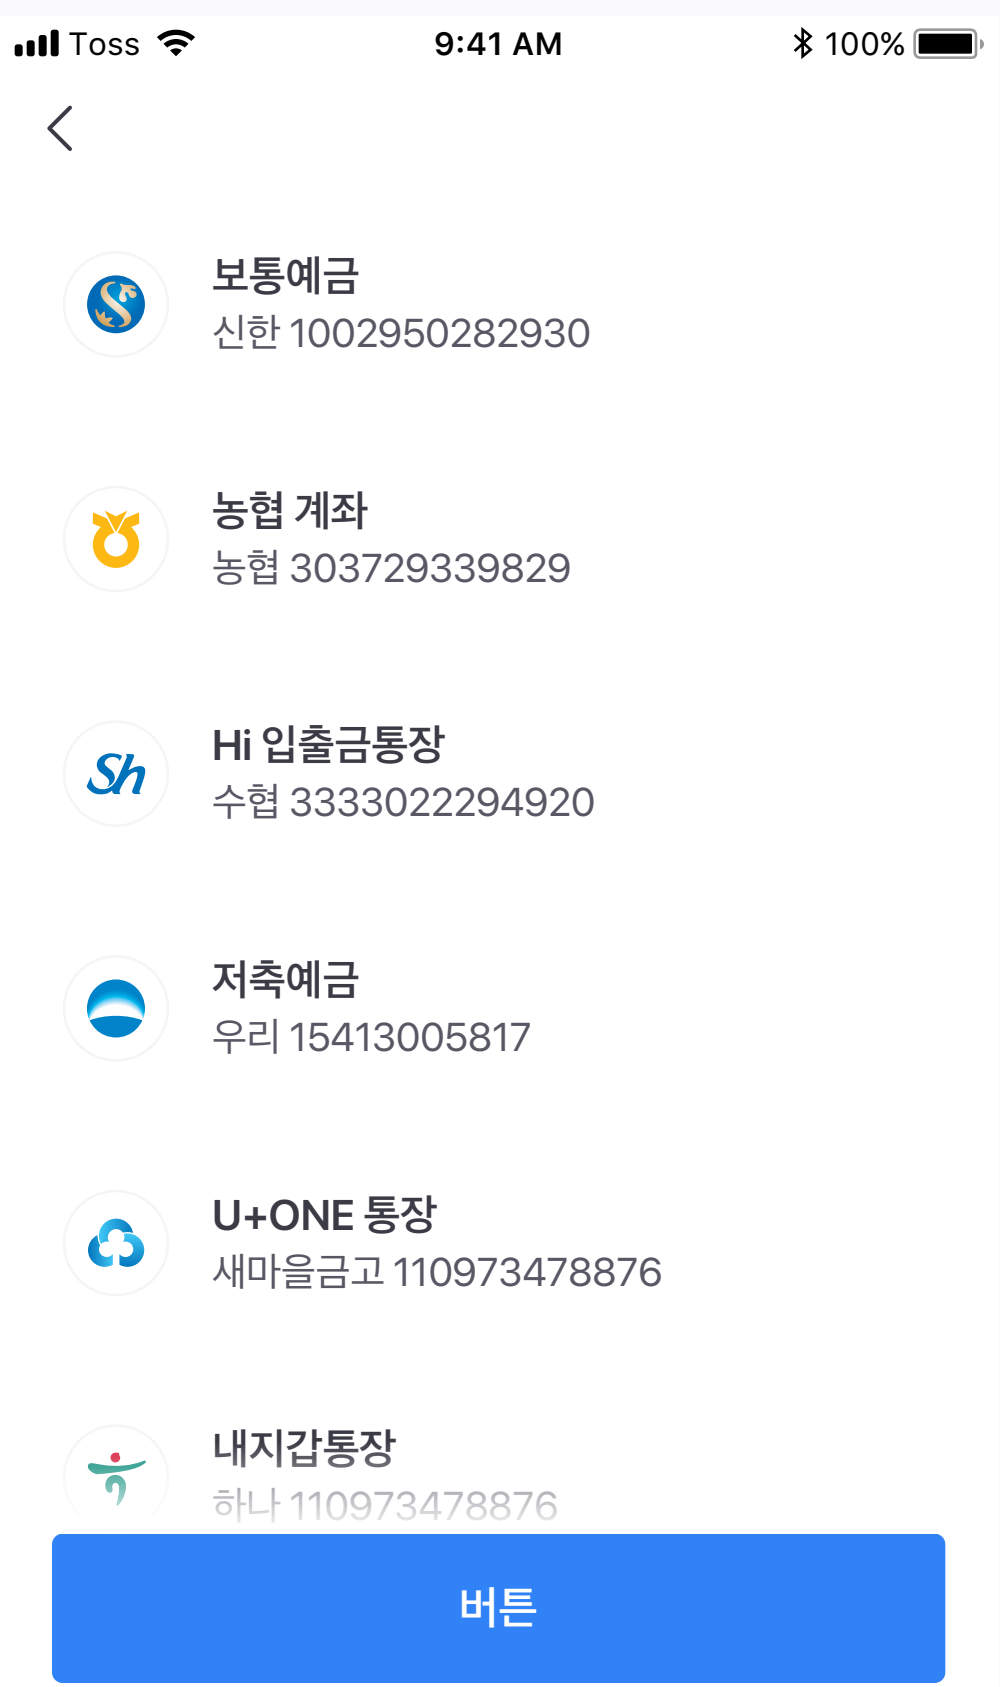 Toss 9:41 AM 100%
보통예금
신한 1002950282930
농협 계좌
농협 303729339829
Sh
Hi 입출금통장
수협 3333022294920
저축예금
우리 15413005817
U+ONE 통장
새마을금고 110973478876
내지갑통장
하나 110973478876
버튼